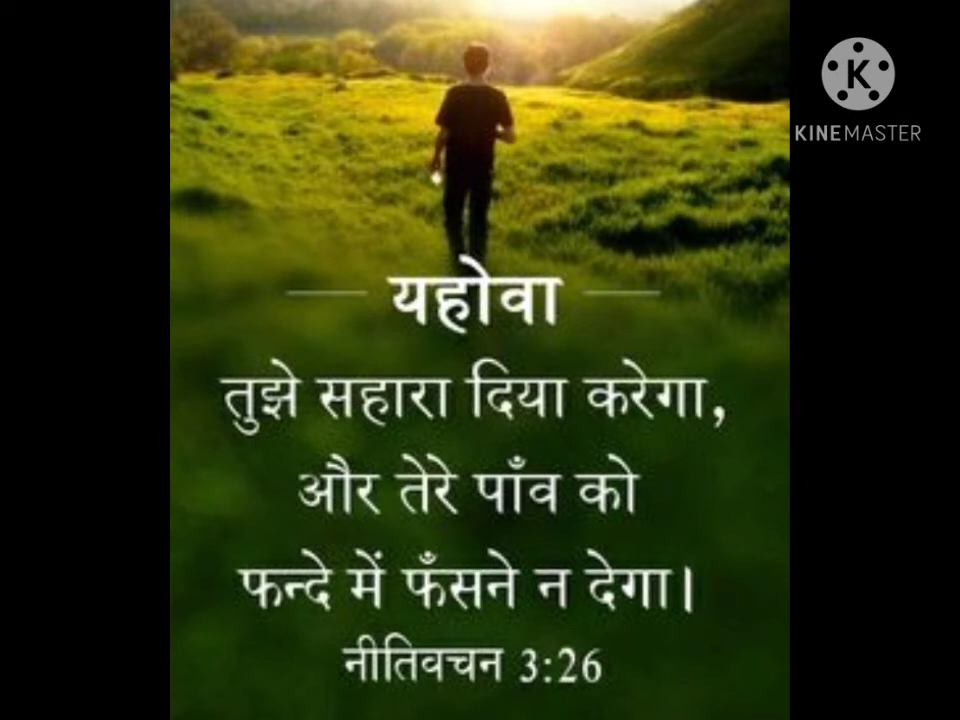 यहोवा
तुझे सहारा दिया करेगा,
और तेरे पाँव को
फन्दे में फँसने न देगा।
नीतिवचन 3:26
K
KINEMASTER